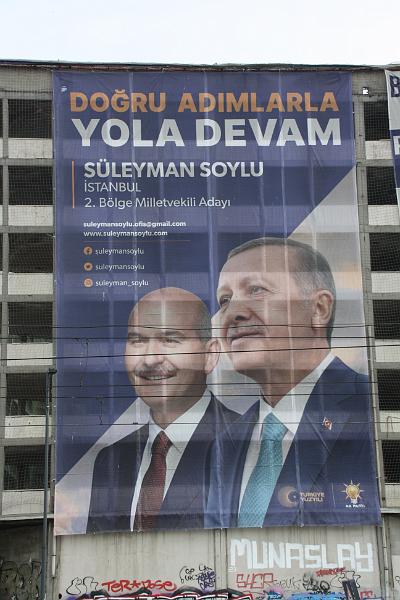 DOĞRU ADIMLARLA
YOLA DEVAM
SÜLEYMAN SOYLU
İSTANBUL
2. Bölge Milletvekili Adayı
suleymansoylu.ofis@gmail.com
www.suleymansoylu.com
suleymansoylu
suleymansoylu
suleyman_soylu
TÜRKİYE
YÜZYILI
AK PARTİ
MUNASLAY